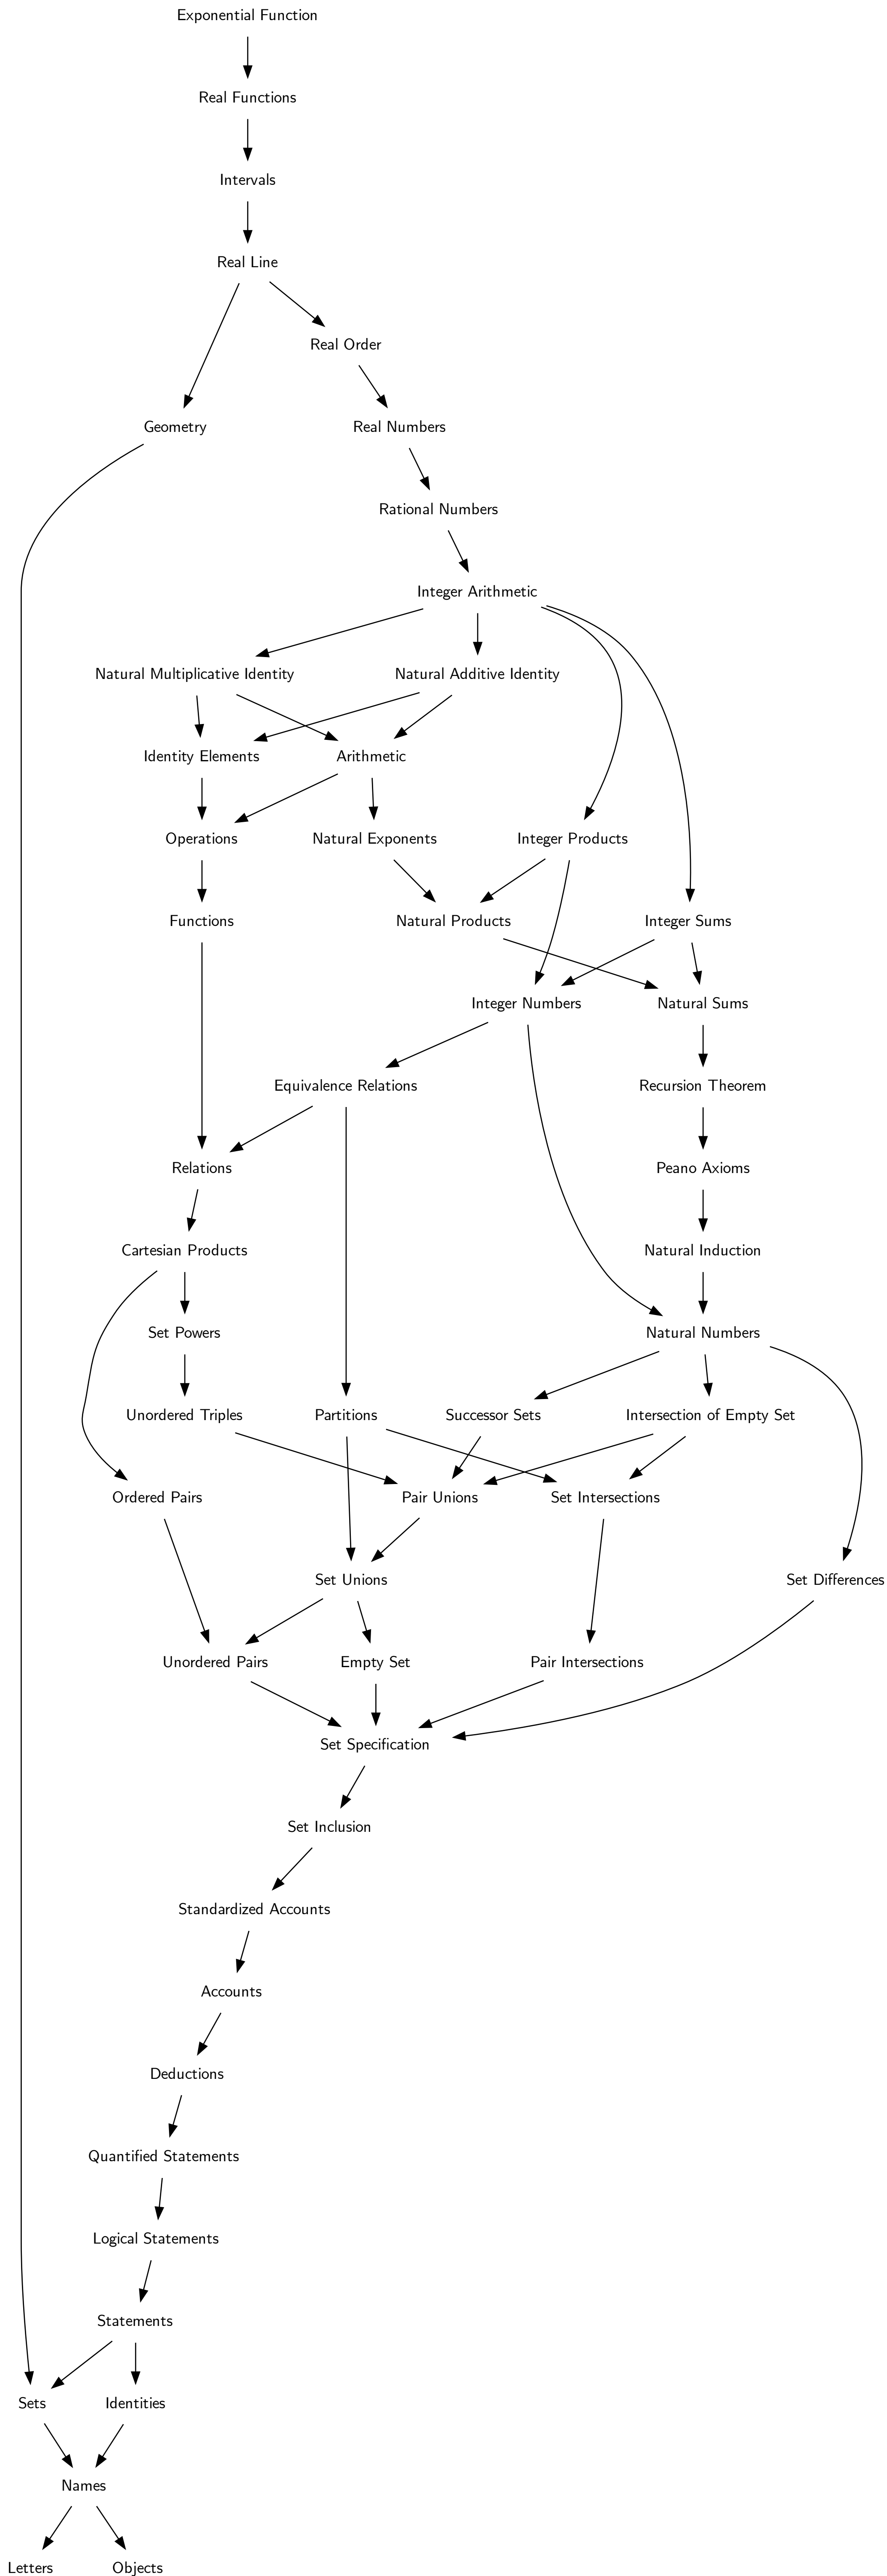 Exponential Function
Real Functions
Intervals
Real Line
Real Order
Geometry
Real Numbers
Rational Numbers
Integer Arithmetic
Natural Multiplicative Identity
Natural Additive Identity
Identity Elements
Arithmetic
Operations
Natural Exponents
Integer Products
Functions
Natural Products
Integer Sums
Integer Numbers
Natural Sums
Equivalence Relations
Recursion Theorem
Relations
Peano Axioms
Cartesian Products
Natural Induction
Set Powers
Natural Numbers
Unordered Triples
Partitions
Successor Sets
Intersection of Empty Set
Ordered Pairs
Pair Unions
Set Intersections
Set Unions
Set Differences
Unordered Pairs
Empty Set
Pair Intersections
Set Specification
Set Inclusion
Standardized Accounts
Accounts
Deductions
Quantified Statements
Logical Statements
Statements
Sets
Identities
Names
Letters
Objects